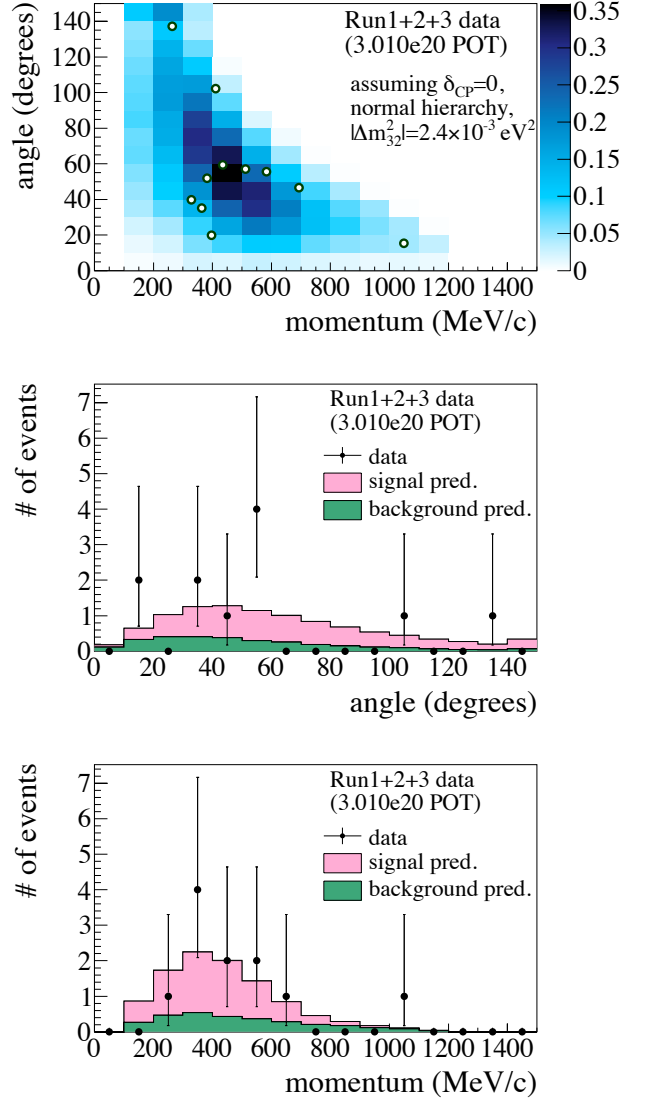 Run1+2+3 data
(3.010e20 POT)
assuming δCP=0,
normal hierarchy,
|Δm²32|=2.4×10⁻³ eV²
angle (degrees)
140
120
100
80
60
40
20
0
0 200 400 600 800 1000 1200 1400
momentum (MeV/c)
0.35
0.3
0.25
0.2
0.15
0.1
0.05
0
# of events
7
6
5
4
3
2
1
0
Run1+2+3 data
(3.010e20 POT)
data
signal pred.
background pred.
0 20 40 60 80 100 120 140
angle (degrees)
# of events
7
6
5
4
3
2
1
0
Run1+2+3 data
(3.010e20 POT)
data
signal pred.
background pred.
0 200 400 600 800 1000 1200 1400
momentum (MeV/c)